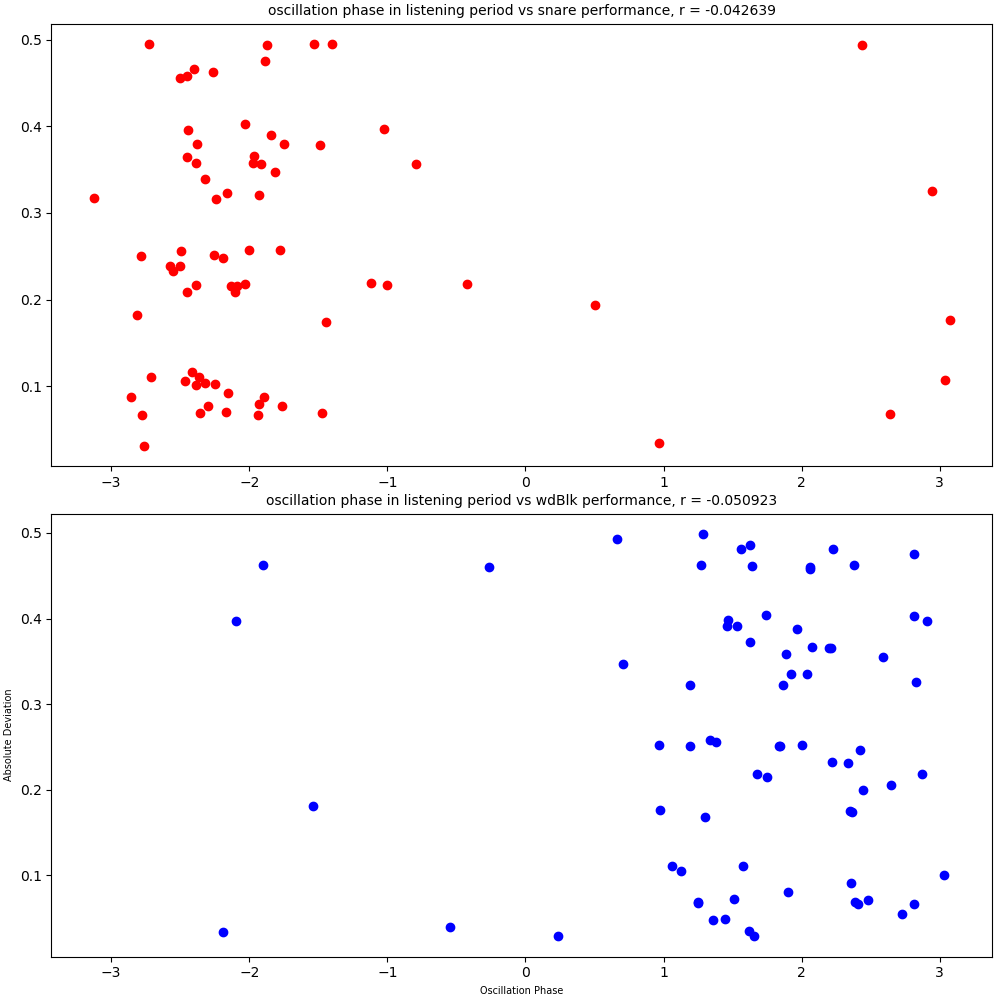 oscillation phase in listening period vs snare performance, r = -0.042639
0.5
0.4
0.3
0.2
0.1
−3 −2 −1 0 1 2 3
oscillation phase in listening period vs wdBlk performance, r = -0.050923
0.5
0.4
0.3
0.2
0.1
Absolute Deviation
−3 −2 −1 0 1 2 3
Oscillation Phase